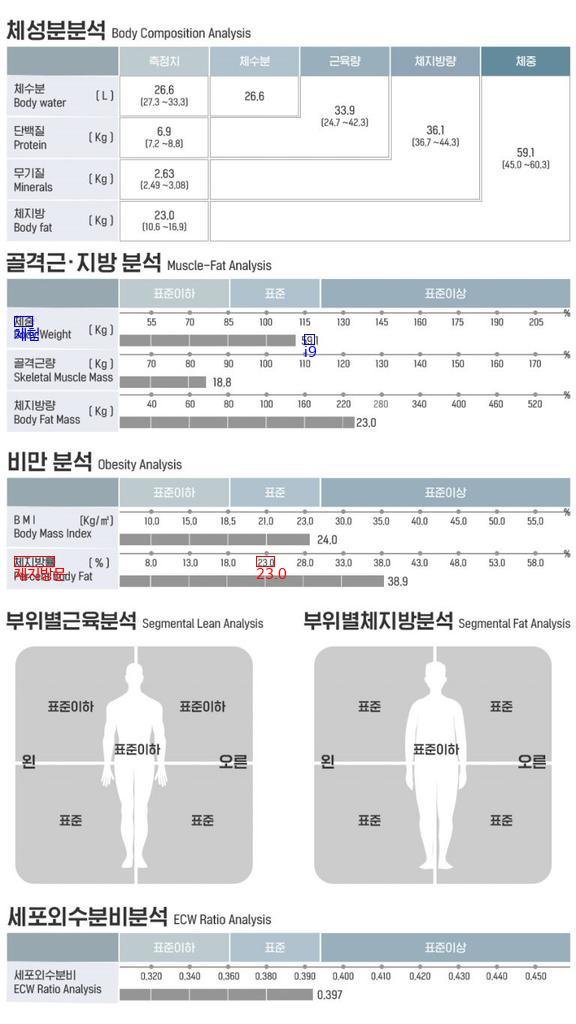 체성분분석 Body Composition Analysis
측정치 체수분 근육량 체지방량 체중
체수분 Body water (L) 26.6 (27.3 ~33.3) 26.6 33.9 (24.7 ~42.3) 36.1 (36.7 ~44.3) 59.1 (45.0 ~60.3)
단백질 Protein (Kg) 6.9 (7.2 ~8.8)
무기질 Minerals (Kg) 2.63 (2.49 ~3.08)
체지방 Body fat (Kg) 23.0 (10.6 ~16.9)
골격근·지방 분석 Muscle-Fat Analysis
표준이하 표준 표준이상
체중 Weight (Kg) 55 70 85 100 115 130 145 160 175 190 205 %
체험
i9
골격근량 Skeletal Muscle Mass (Kg) 70 80 90 100 110 120 130 140 150 160 170 %
18.8
체지방량 Body Fat Mass (Kg) 40 60 80 100 160 220 280 340 400 460 520 %
23.0
비만 분석 Obesity Analysis
표준이하 표준 표준이상
BMI Body Mass Index (Kg/㎡) 10.0 15.0 18.5 21.0 23.0 30.0 35.0 40.0 45.0 50.0 55.0 %
24.0
체지방률 Body Fat (%) 8.0 13.0 18.0 23.0 28.0 33.0 38.0 43.0 48.0 53.0 58.0 %
23.0
38.9
부위별근육분석 Segmental Lean Analysis
표준이하 표준이하
표준이하
왼 오른
표준 표준
부위별체지방분석 Segmental Fat Analysis
표준 표준
표준이하
왼 오른
표준 표준
세포외수분비분석 ECW Ratio Analysis
표준이하 표준 표준이상
세포외수분비 ECW Ratio Analysis 0.320 0.340 0.360 0.380 0.390 0.400 0.410 0.420 0.430 0.440 0.450 %
0.397